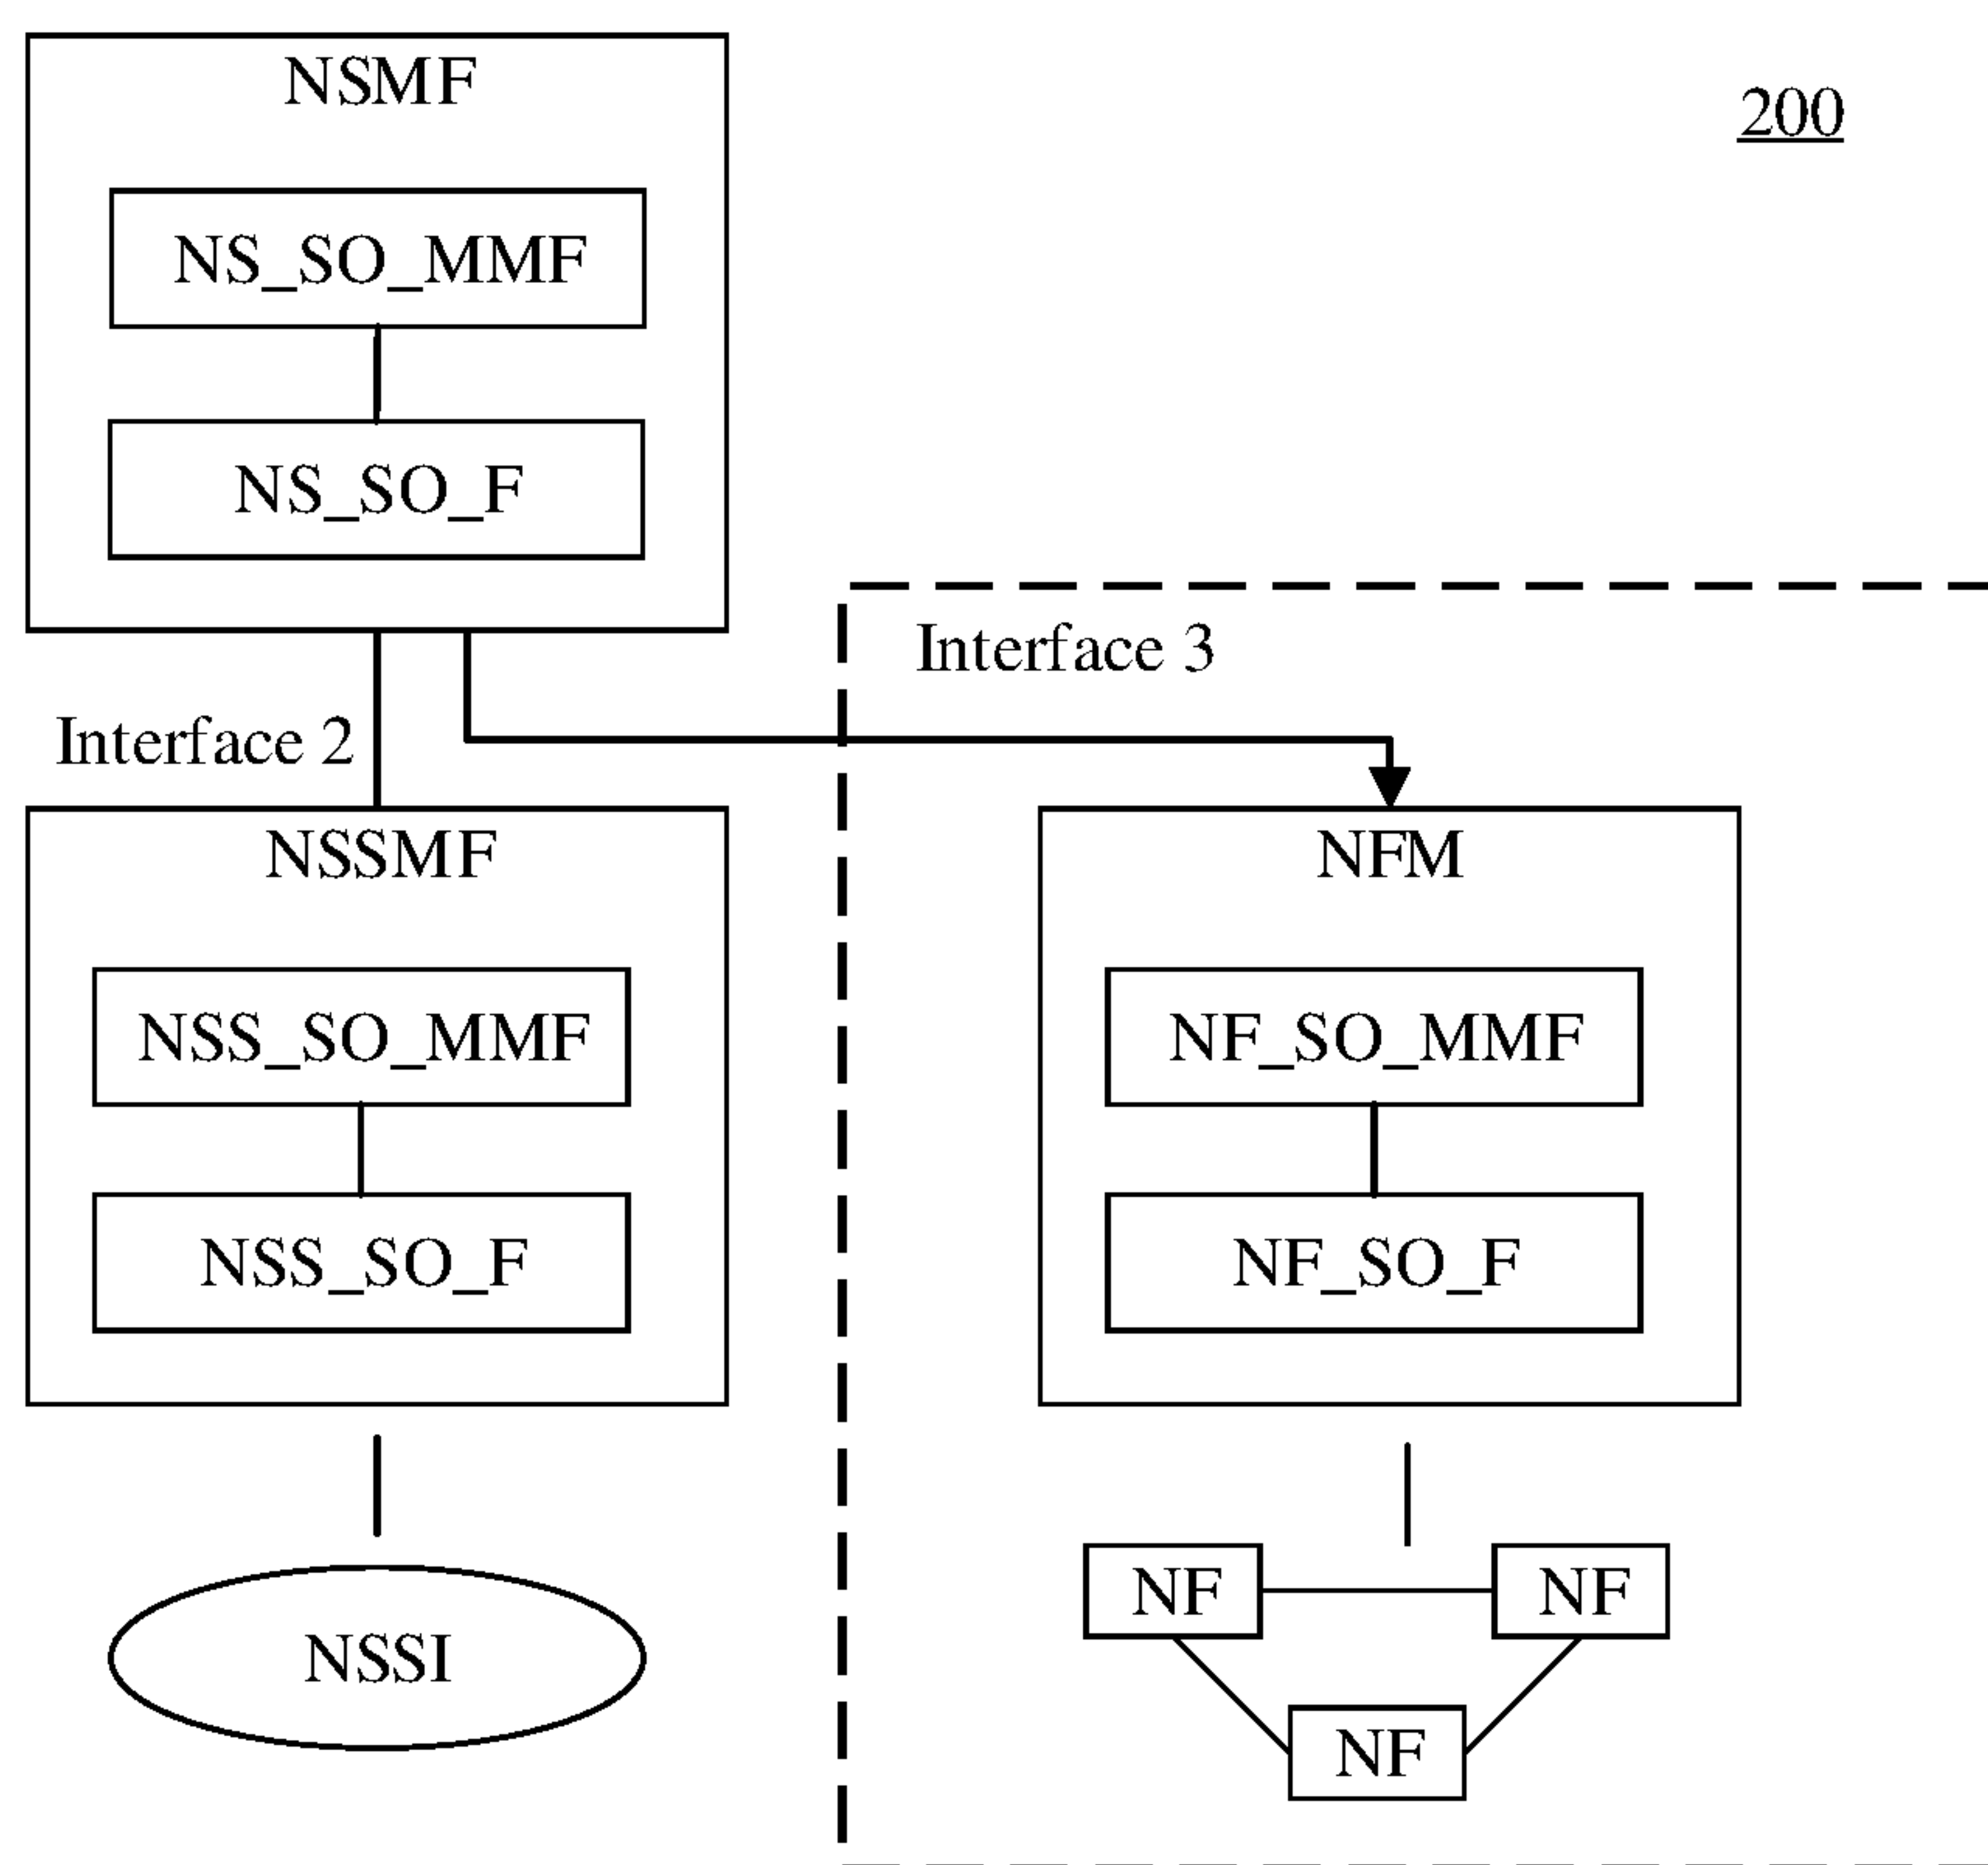 NSMF
200
NS_SO_MMF
NS_SO_F
Interface 3
Interface 2
NSSMF
NFM
NSS_SO_MMF
NF_SO_MMF
NSS_SO_F
NF_SO_F
NF
NF
NSSI
NF